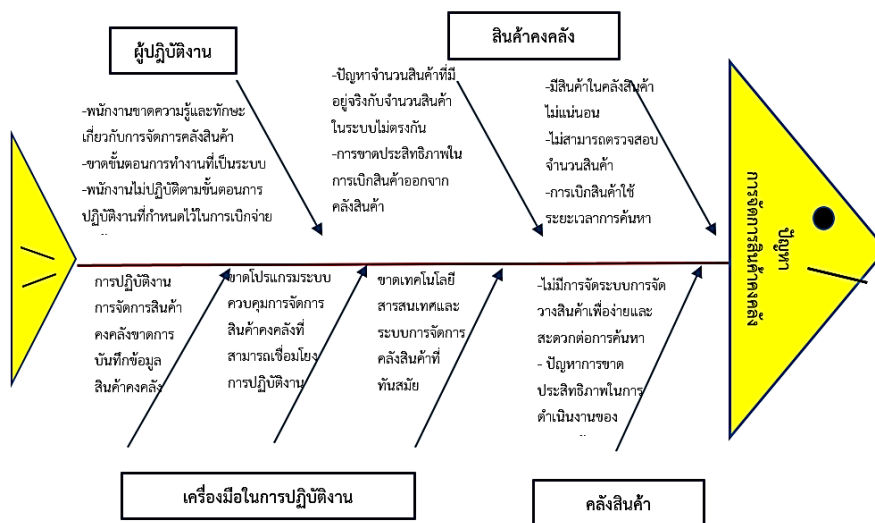 ผู้ปฏิบัติงาน
-พนักงานขาดความรู้และทักษะ
เกี่ยวกับการจัดการคลังสินค้า
-ขาดขั้นตอนการทำงานที่เป็นระบบ
-พนักงานไม่ปฏิบัติตามขั้นตอนการ
ปฏิบัติงานที่กำหนดไว้ในการเบิกจ่าย
สินค้าคงคลัง
-ปัญหาจำนวนสินค้าที่มี
อยู่จริงกับจำนวนสินค้า
ในระบบไม่ตรงกัน
-การขาดประสิทธิภาพใน
การเบิกสินค้าออกจาก
คลังสินค้า
-มีสินค้าในคลังสินค้า
ไม่แน่นอน
-ไม่สามารถตรวจสอบ
จำนวนสินค้า
-การเบิกสินค้าใช้
ระยะเวลาการค้นหา
ปัญหา
การจัดการสินค้าคงคลัง
การปฏิบัติงาน
การจัดการสินค้า
คงคลังขาดการ
บันทึกข้อมูล
สินค้าคงคลัง
ขาดโปรแกรมระบบ
ควบคุมการจัดการ
สินค้าคงคลังที่
สามารถเชื่อมโยง
การปฏิบัติงาน
ขาดเทคโนโลยี
สารสนเทศและ
ระบบการจัดการ
คลังสินค้าที่
ทันสมัย
-ไม่มีการจัดระบบการจัด
วางสินค้าเพื่อง่ายและ
สะดวกต่อการค้นหา
- ปัญหาการขาด
ประสิทธิภาพในการ
ดำเนินงานของ
เครื่องมือในการปฏิบัติงาน
คลังสินค้า